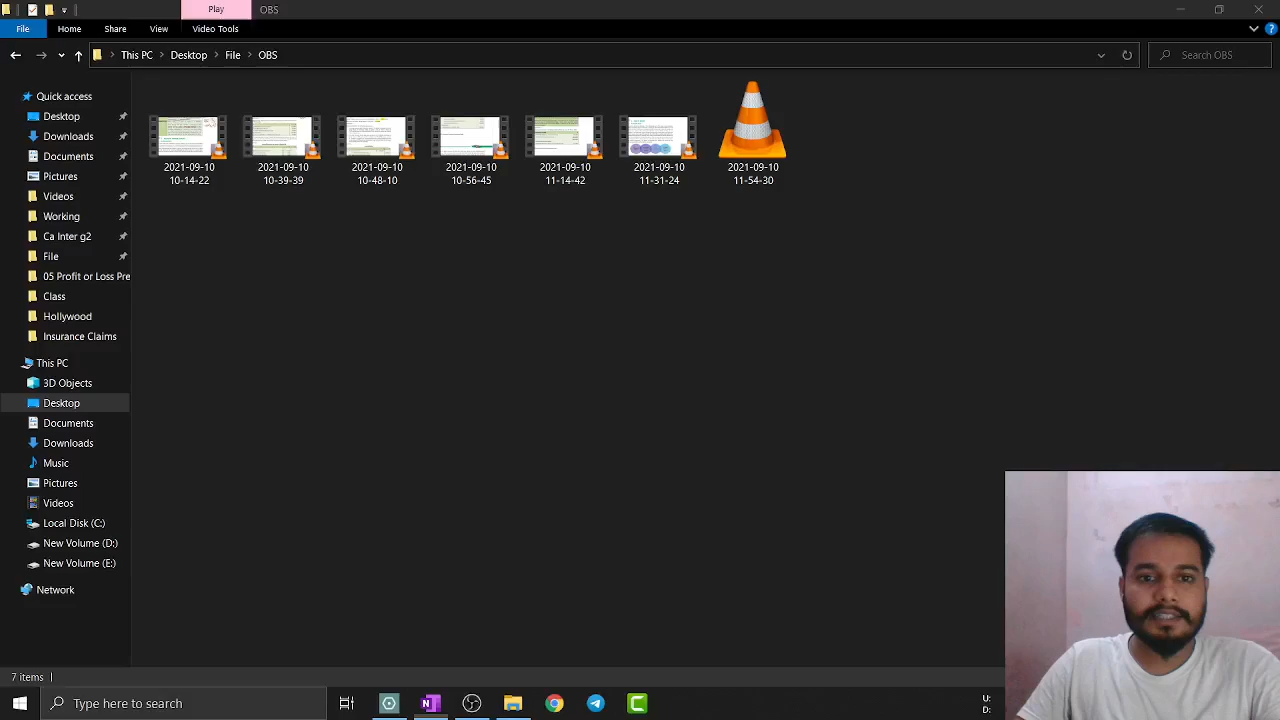 Play OBS
File Home Share View Video Tools
This PC Desktop File OBS Search OBS
Quick access
Desktop
Downloads
Documents
Pictures
Videos
Working
Ca Inter g2
File
05 Profit or Loss Pre
Class
Hollywood
Insurance Claims
This PC
3D Objects
Desktop
Documents
Downloads
Music
Pictures
Videos
Local Disk (C:)
New Volume (D:)
New Volume (E:)
Network
2021-09-10 2021-09-10 2021-09-10 2021-09-10 2021-09-10 2021-09-10 2021-09-10
10-14-22 10-39-39 10-48-10 10-56-45 11-14-42 11-31-24 11-54-30
7 items
Type here to search
U:
D: